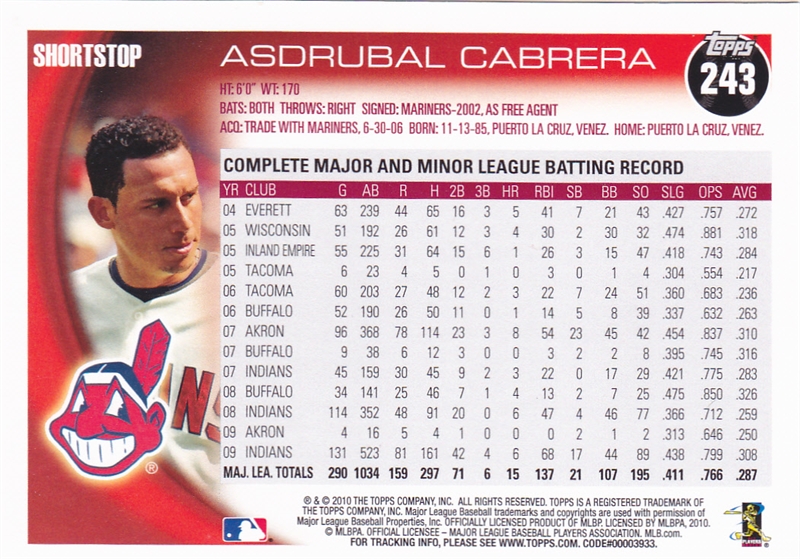 SHORTSTOP
ASDRUBAL CABRERA
Topps
243
HT: 6'0" WT: 170
BATS: BOTH THROWS: RIGHT SIGNED: MARINERS-2002, AS FREE AGENT
ACQ: TRADE WITH MARINERS, 6-30-06 BORN: 11-13-85, PUERTO LA CRUZ, VENEZ. HOME: PUERTO LA CRUZ, VENEZ.
COMPLETE MAJOR AND MINOR LEAGUE BATTING RECORD
YR CLUB G AB R H 2B 3B HR RBI SB BB SO SLG OPS AVG
04 EVERETT 63 239 44 65 16 3 5 41 7 21 43 .427 .757 .272
05 WISCONSIN 51 192 26 61 12 3 4 30 2 30 32 .474 .881 .318
05 INLAND EMPIRE 55 225 31 64 15 6 1 26 3 15 47 .418 .743 .284
05 TACOMA 6 23 4 5 0 1 0 3 0 1 4 .304 .554 .217
06 TACOMA 60 203 27 48 12 2 3 22 7 24 51 .360 .683 .236
06 BUFFALO 52 190 26 50 11 0 1 14 5 8 39 .337 .632 .263
07 AKRON 96 368 78 114 23 3 8 54 23 45 42 .454 .837 .310
07 BUFFALO 9 38 6 12 3 0 0 3 2 2 8 .395 .745 .316
07 INDIANS 45 159 30 45 9 2 3 22 0 17 29 .421 .775 .283
08 BUFFALO 34 141 25 46 7 1 4 13 2 7 25 .475 .850 .326
08 INDIANS 114 352 48 91 20 0 6 47 4 46 77 .366 .712 .259
09 AKRON 4 16 5 4 1 0 0 0 2 1 2 .313 .646 .250
09 INDIANS 131 523 81 161 42 4 6 68 17 44 89 .438 .799 .308
MAJ. LEA. TOTALS 290 1034 159 297 71 6 15 137 21 107 195 .411 .766 .287
NS
®
® & © 2010 THE TOPPS COMPANY, INC. ALL RIGHTS RESERVED. TOPPS IS A REGISTERED TRADEMARK OF
THE TOPPS COMPANY, INC. Major League Baseball trademarks and copyrights are used with permission of
Major League Baseball Properties, Inc. OFFICIALLY LICENSED PRODUCT OF MLBP. LICENSED BY MLBPA, 2010.
© MLBPA. OFFICIAL LICENSEE – MAJOR LEAGUE BASEBALL PLAYERS ASSOCIATION. MLB.com.
FOR TRACKING INFO, PLEASE SEE WWW.TOPPS.COM. CODE#00003933.
PLAYERS